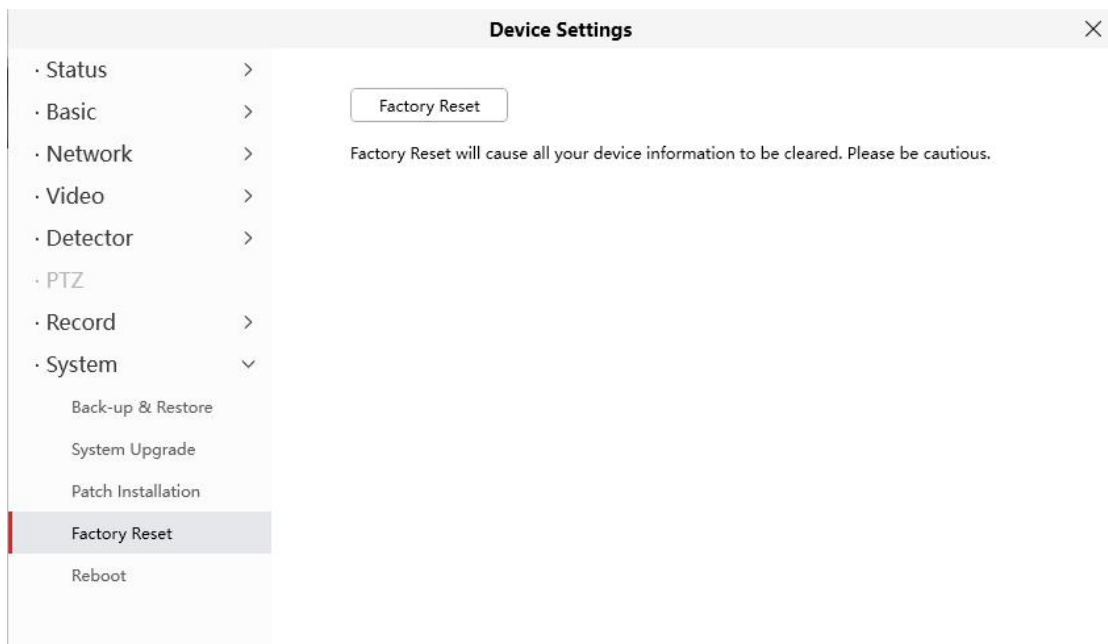 Device Settings
· Status
· Basic
· Network
· Video
· Detector
· PTZ
· Record
· System
Back-up & Restore
System Upgrade
Patch Installation
Factory Reset
Reboot
Factory Reset
Factory Reset will cause all your device information to be cleared. Please be cautious.